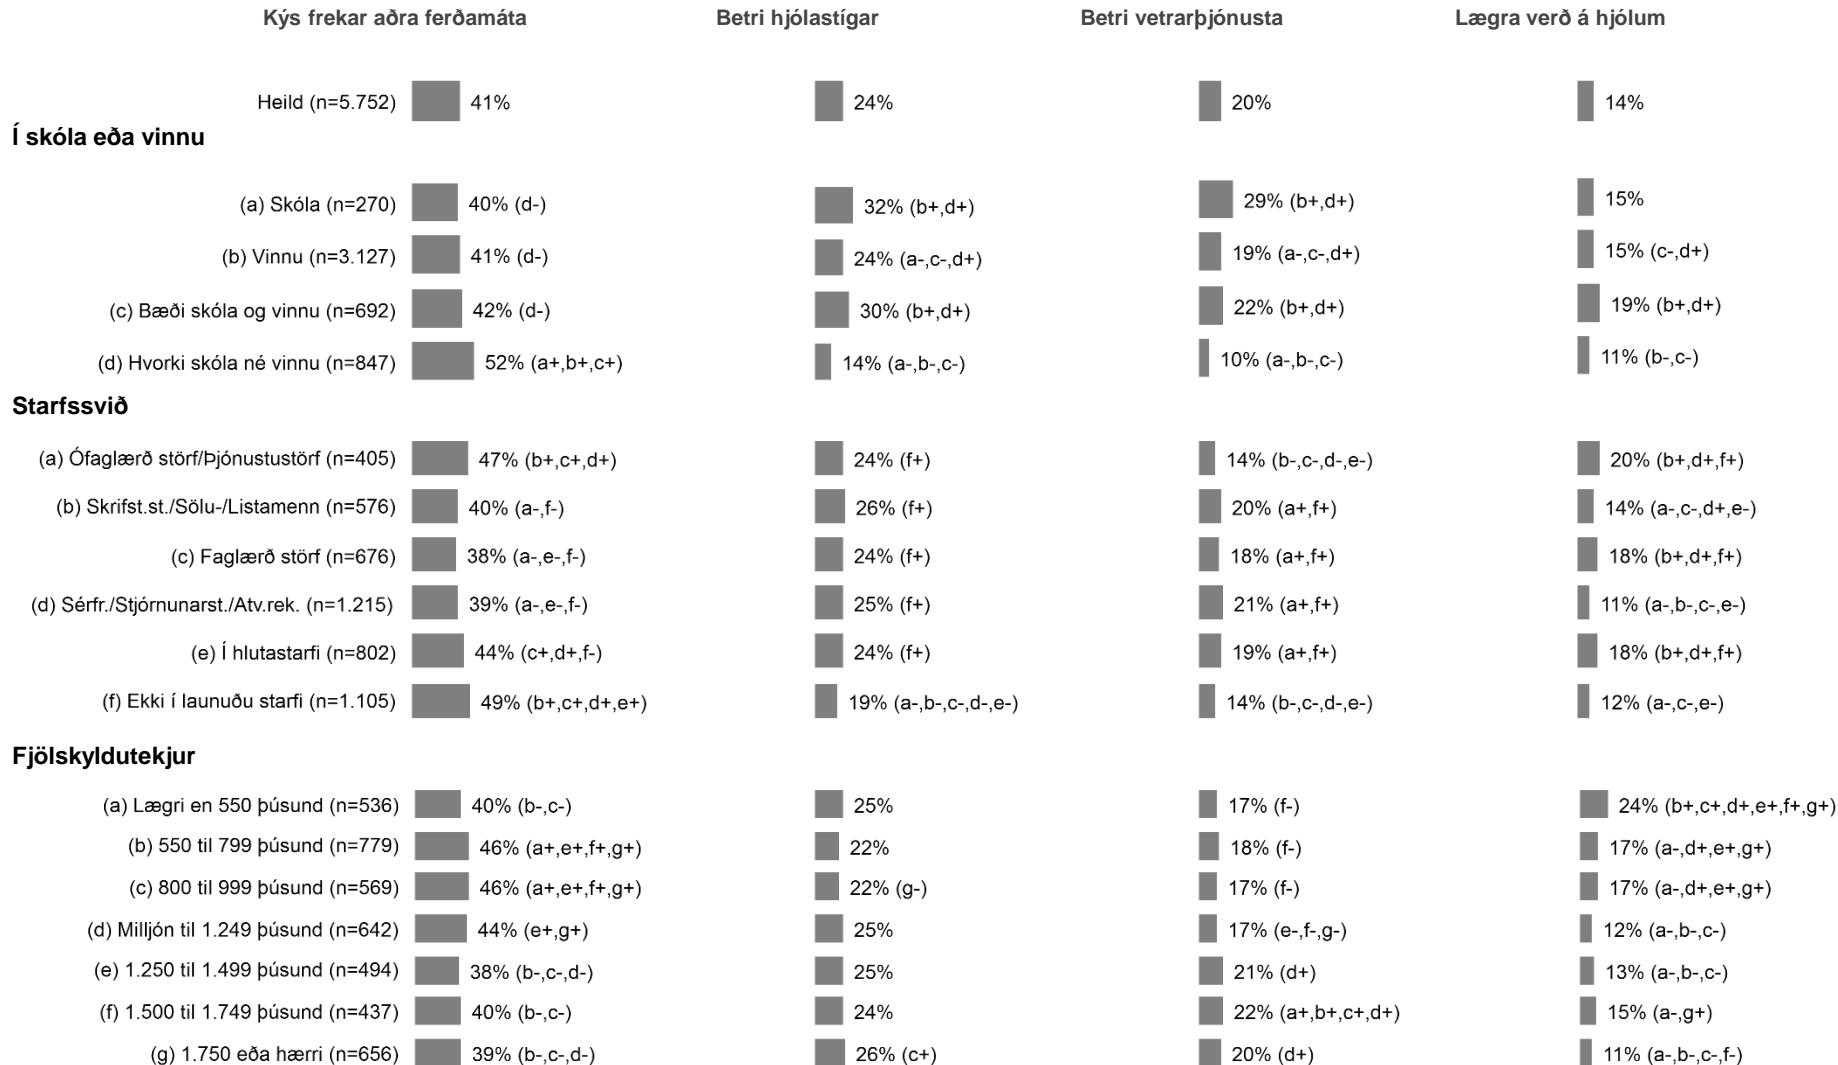 Kýs frekar aðra ferðamáta Betri hjólastígar Betri vetrarþjónusta Lægra verð á hjólum
Heild (n=5.752) 41% 24% 20% 14%
Í skóla eða vinnu
(a) Skóla (n=270) 40% (d-) 32% (b+,d+) 29% (b+,d+) 15%
(b) Vinnu (n=3.127) 41% (d-) 24% (a-,c-,d+) 19% (a-,c-,d+) 15% (c-,d+)
(c) Bæði skóla og vinnu (n=692) 42% (d-) 30% (b+,d+) 22% (b+,d+) 19% (b+,d+)
(d) Hvorki skóla né vinnu (n=847) 52% (a+,b+,c+) 14% (a-,b-,c-) 10% (a-,b-,c-) 11% (b-,c-)
Starfssvið
(a) Ófaglærð störf/Þjónustustörf (n=405) 47% (b+,c+,d+) 24% (f+) 14% (b-,c-,d-,e-) 20% (b+,d+,f+)
(b) Skrifst.st./Sölu-/Listamenn (n=576) 40% (a-,f-) 26% (f+) 20% (a+,f+) 14% (a-,c-,d+,e-)
(c) Faglærð störf (n=676) 38% (a-,e-,f-) 24% (f+) 18% (a+,f+) 18% (b+,d+,f+)
(d) Sérfr./Stjórnunarst./Atv.rek. (n=1.215) 39% (a-,e-,f-) 25% (f+) 21% (a+,f+) 11% (a-,b-,c-,e-)
(e) Í hlutastarfi (n=802) 44% (c+,d+,f-) 24% (f+) 19% (a+,f+) 18% (b+,d+,f+)
(f) Ekki í launuðu starfi (n=1.105) 49% (b+,c+,d+,e+) 19% (a-,b-,c-,d-,e-) 14% (b-,c-,d-,e-) 12% (a-,c-,e-)
Fjölskyldutekjur
(a) Lægri en 550 þúsund (n=536) 40% (b-,c-) 25% 17% (f-) 24% (b+,c+,d+,e+,f+,g+)
(b) 550 til 799 þúsund (n=779) 46% (a+,e+,f+,g+) 22% 18% (f-) 17% (a-,d+,e+,g+)
(c) 800 til 999 þúsund (n=569) 46% (a+,e+,f+,g+) 22% (g-) 17% (f-) 17% (a-,d+,e+,g+)
(d) Milljón til 1.249 þúsund (n=642) 44% (e+,g+) 25% 17% (e-,f-,g-) 12% (a-,b-,c-)
(e) 1.250 til 1.499 þúsund (n=494) 38% (b-,c-,d-) 25% 21% (d+) 13% (a-,b-,c-)
(f) 1.500 til 1.749 þúsund (n=437) 40% (b-,c-) 24% 22% (a+,b+,c+,d+) 15% (a-,g+)
(g) 1.750 eða hærri (n=656) 39% (b-,c-,d-) 26% (c+) 20% (d+) 11% (a-,b-,c-,f-)